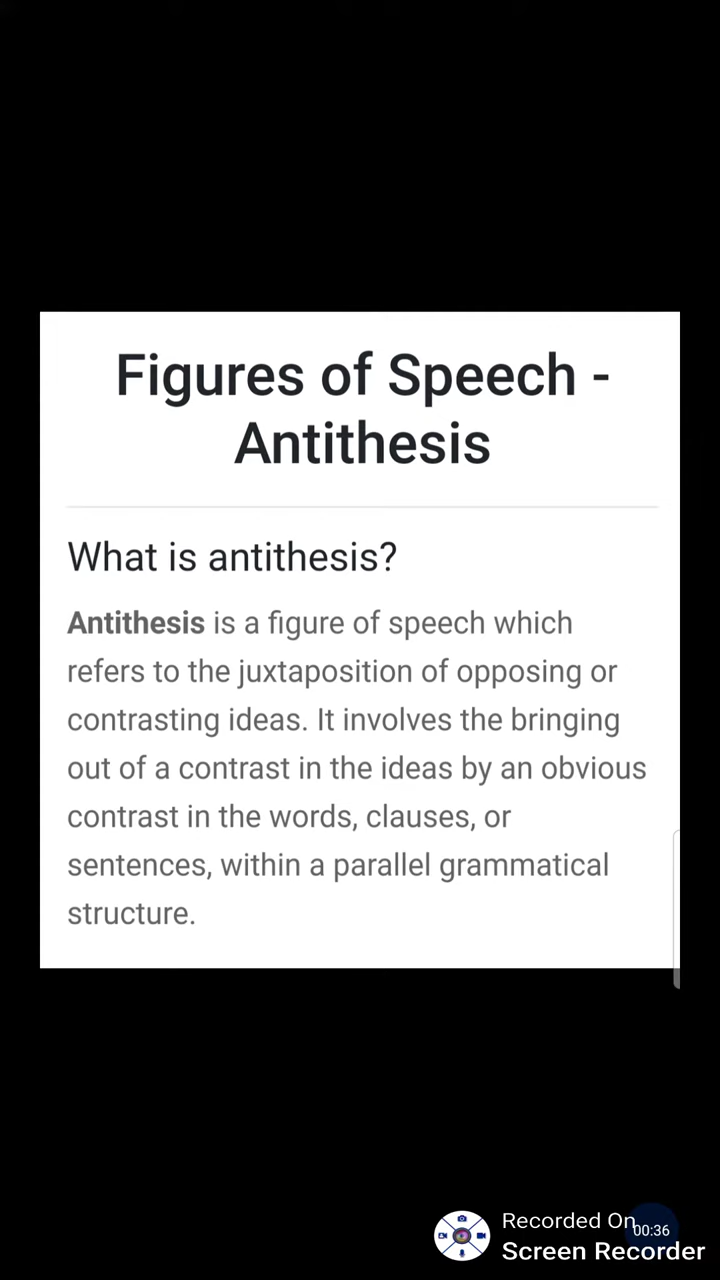 Figures of Speech -
Antithesis
What is antithesis?
Antithesis is a figure of speech which
refers to the juxtaposition of opposing or
contrasting ideas. It involves the bringing
out of a contrast in the ideas by an obvious
contrast in the words, clauses, or
sentences, within a parallel grammatical
structure.
Recorded On
00:36
Screen Recorder